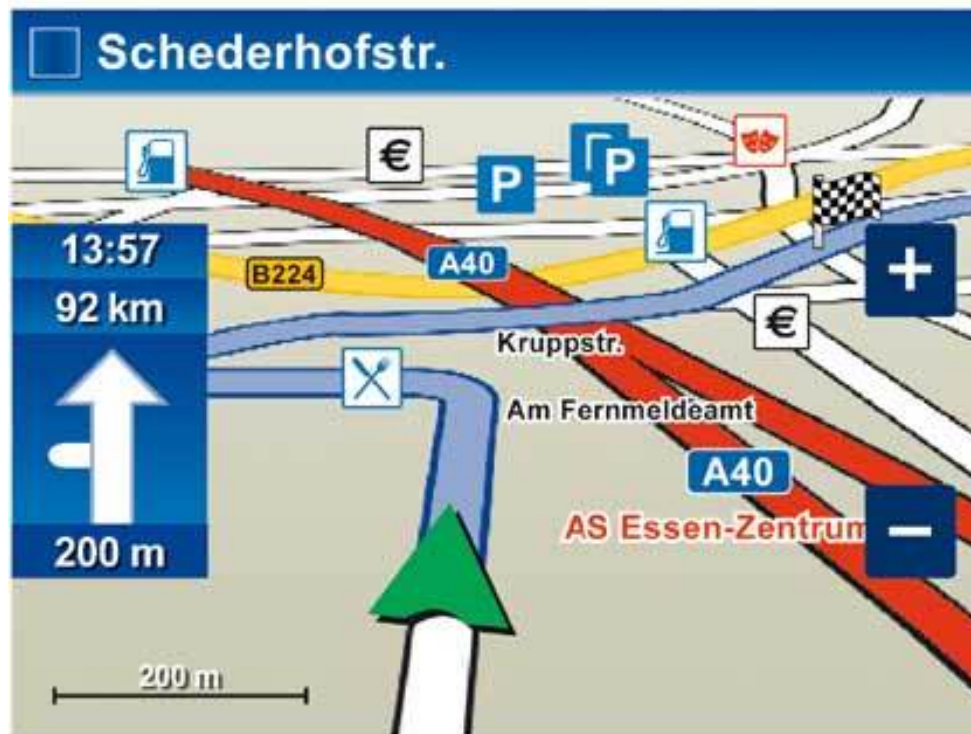 Schederhofstr.
€
P
P
13:57
A40
B224
92 km
€
Kruppstr.
Am Fernmeldeamt
A40
AS Essen-Zentrum
200 m
200 m